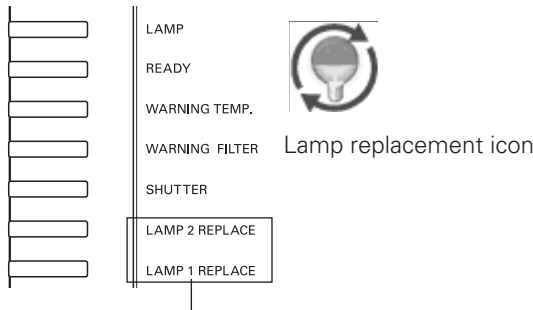 LAMP
READY
WARNING TEMP.
WARNING FILTER
SHUTTER
LAMP 2 REPLACE
LAMP 1 REPLACE
Lamp replacement icon